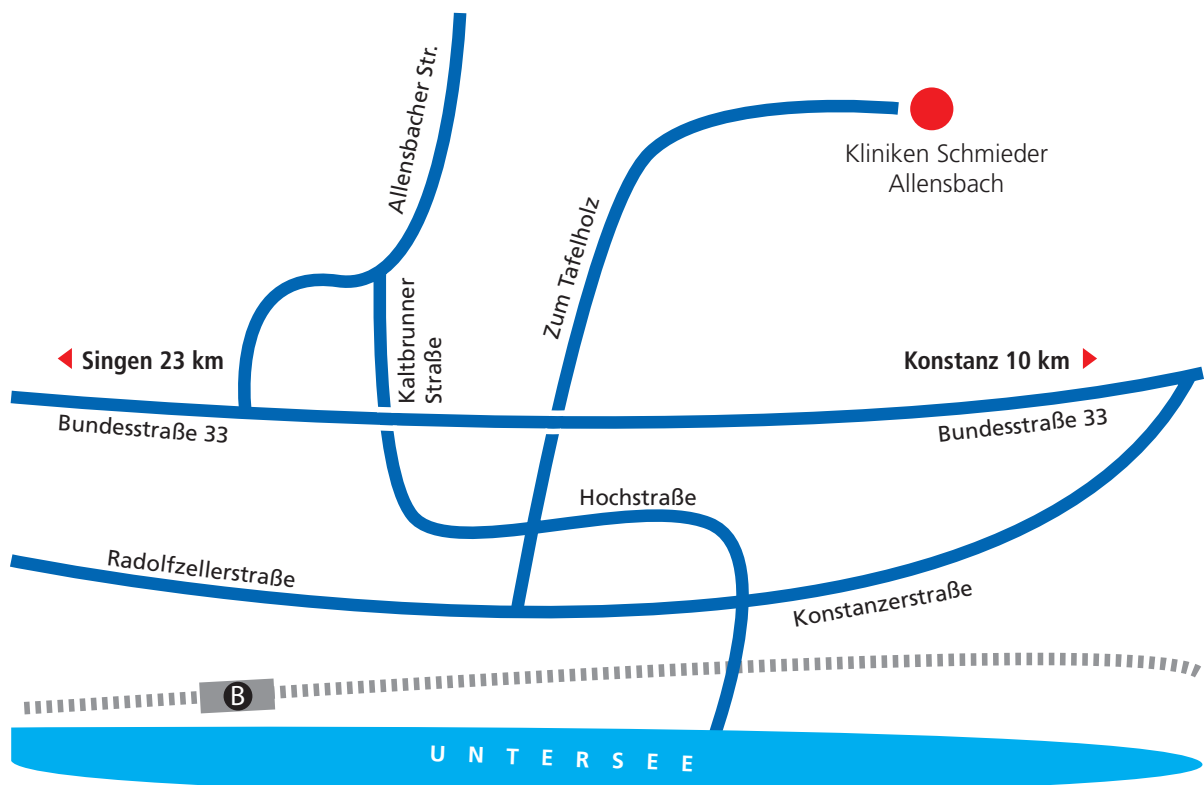 Allensbacher Str.
Kliniken Schmieder
Allensbach
Zum Tafelholz
Kaltbrunner
Straße
Singen 23 km
Konstanz 10 km
Bundesstraße 33
Bundesstraße 33
Hochstraße
Radolfzellerstraße
Konstanzerstraße
B
UNTERSEE